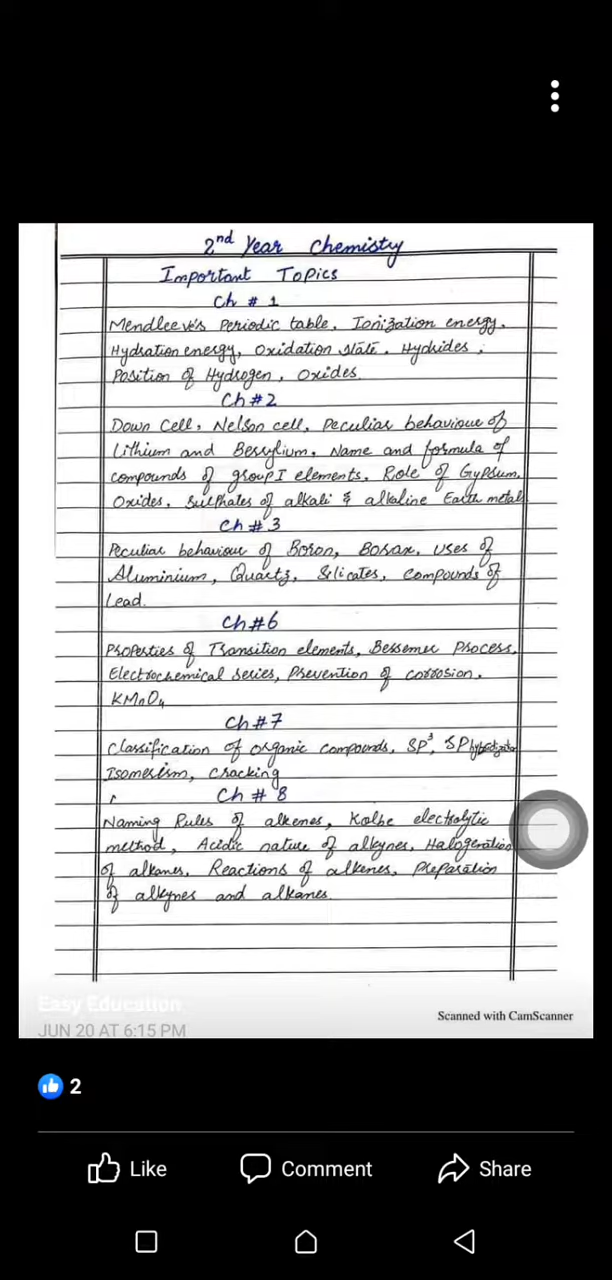 2nd Year Chemistry
Important Topics
Ch # 1
Mendleeve's Periodic table, Ionization energy,
Hydration energy, Oxidation state, Hydrides,
Position of Hydrogen, Oxides.
Ch #2
Down Cell, Nelson cell, Peculiar behaviour of
Lithium and Beryllium, Name and formula of
compounds of group I elements, Role of Gypsum,
Oxides, Sulphates of alkali & alkaline Earth metal
Ch # 3
Peculiar behaviour of Boron, Borax, uses of
Aluminium, Quartz, Silicates, compounds of
Lead.
Ch #6
Properties of Transition elements, Bessemer Process,
Electrochemical series, Prevention of corrosion.
KMnO4
Ch #7
Classification of organic compounds, SP3, SP
Isomerism, Cracking
Ch # 8
Naming Rules of alkenes, Kolbe electrolytic
method, Acidic nature of alkynes, Halogeration
of alkanes, Reactions of alkenes, Preparation
of alkynes and alkanes.
Easy Education
JUN 20 AT 6:15 PM
Scanned with CamScanner
2
Like Comment Share